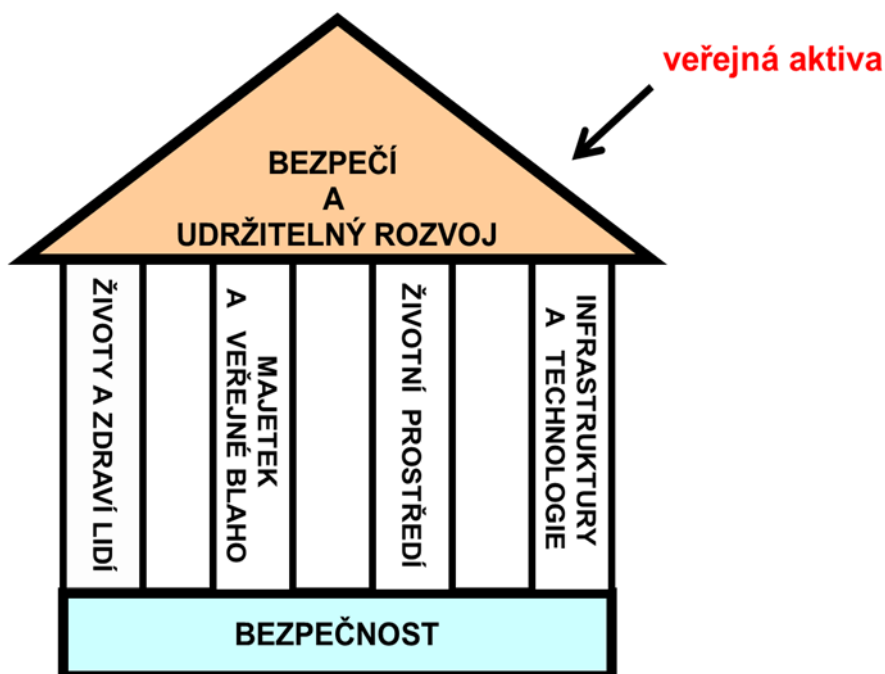 veřejná aktiva
BEZPEČÍ
A
UDRŽITELNÝ ROZVOJ
ŽIVOTY A ZDRAVÍ LIDÍ
MAJETEK
A VEŘEJNÉ BLAHO
ŽIVOTNÍ PROSTŘEDÍ
INFRASTRUKTURY
A TECHNOLOGIE
BEZPEČNOST